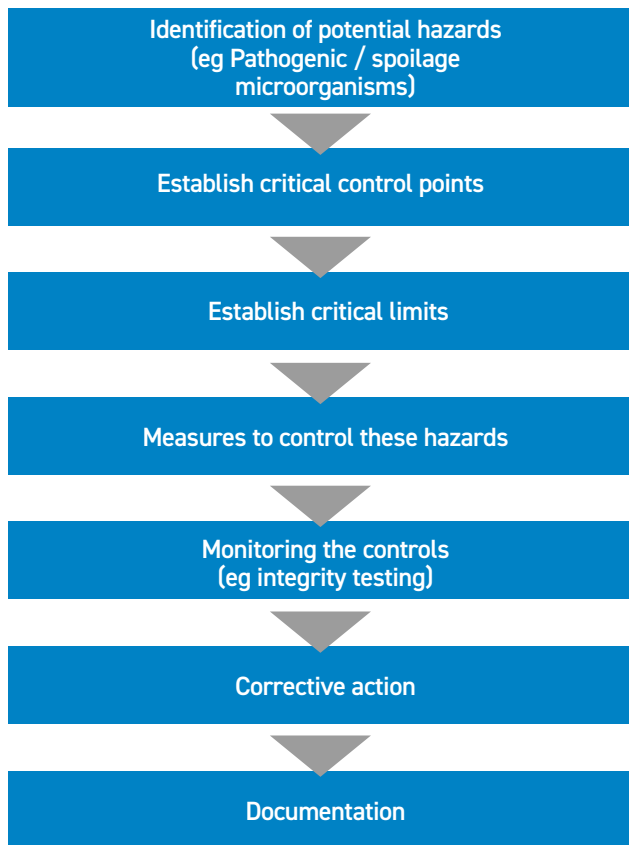 Identification of potential hazards
(eg Pathogenic / spoilage
microorganisms)
Establish critical control points
Establish critical limits
Measures to control these hazards
Monitoring the controls
(eg integrity testing)
Corrective action
Documentation